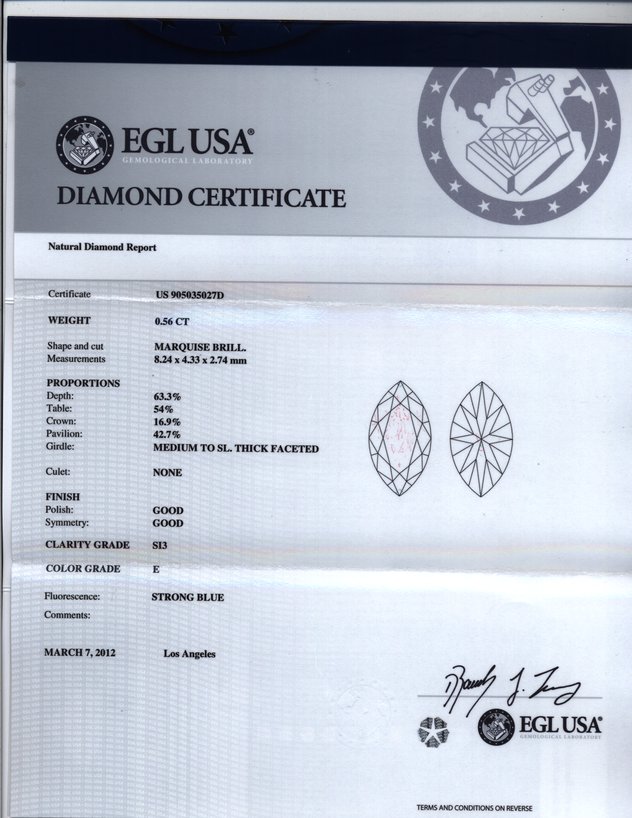 EGL USA®
GEMOLOGICAL LABORATORY
DIAMOND CERTIFICATE
Natural Diamond Report
Certificate US 905035027D
WEIGHT 0.56 CT
Shape and cut MARQUISE BRILL.
Measurements 8.24 x 4.33 x 2.74 mm
PROPORTIONS
Depth: 63.3%
Table: 54%
Crown: 16.9%
Pavilion: 42.7%
Girdle: MEDIUM TO SL. THICK FACETED
Culet: NONE
FINISH
Polish: GOOD
Symmetry: GOOD
CLARITY GRADE SI3
COLOR GRADE E
Fluorescence: STRONG BLUE
Comments:
MARCH 7, 2012 Los Angeles
EGL USA®
GEMOLOGICAL LABORATORY
TERMS AND CONDITIONS ON REVERSE